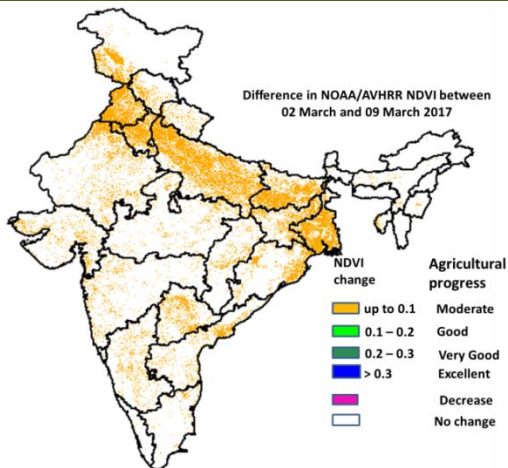 Difference in NOAA/AVHRR NDVI between
02 March and 09 March 2017
NDVI
change
Agricultural
progress
up to 0.1 Moderate
0.1 – 0.2 Good
0.2 – 0.3 Very Good
> 0.3 Excellent
Decrease
No change